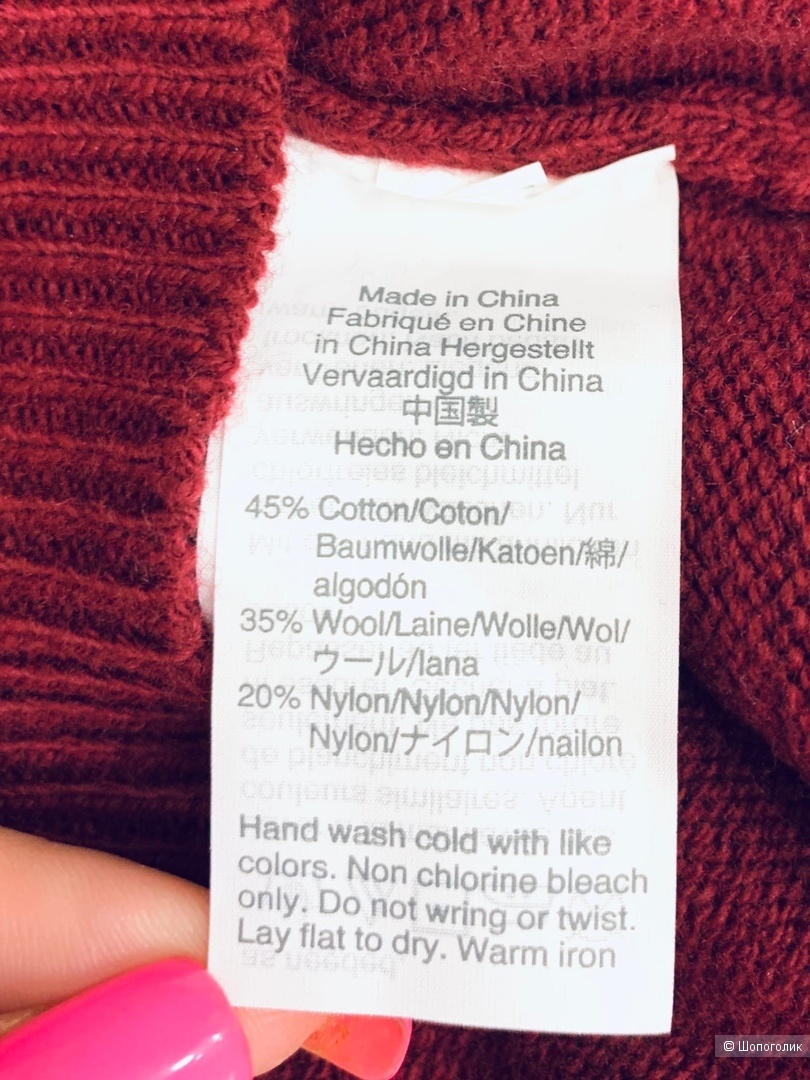 Made in China
Fabriqué en Chine
in China Hergestellt
Vervaardigd in China
中国製
Hecho en China
45% Cotton/Coton/
Baumwolle/Katoen/綿/
algodón
35% Wool/Laine/Wolle/Wol/
ウール/lana
20% Nylon/Nylon/Nylon/
Nylon/ナイロン/nailon
Hand wash cold with like
colors. Non chlorine bleach
only. Do not wring or twist.
Lay flat to dry. Warm iron
© Шопоголик